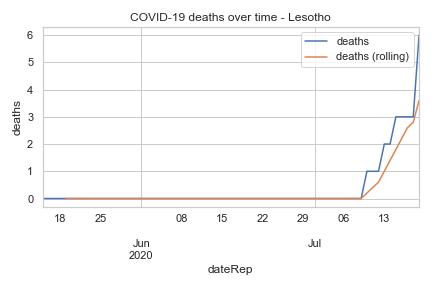 COVID-19 deaths over time - Lesotho
deaths
deaths (rolling)
deaths
6
5
4
3
2
1
0
18 25 08 15 22 29 06 13
Jun Jul
2020
dateRep